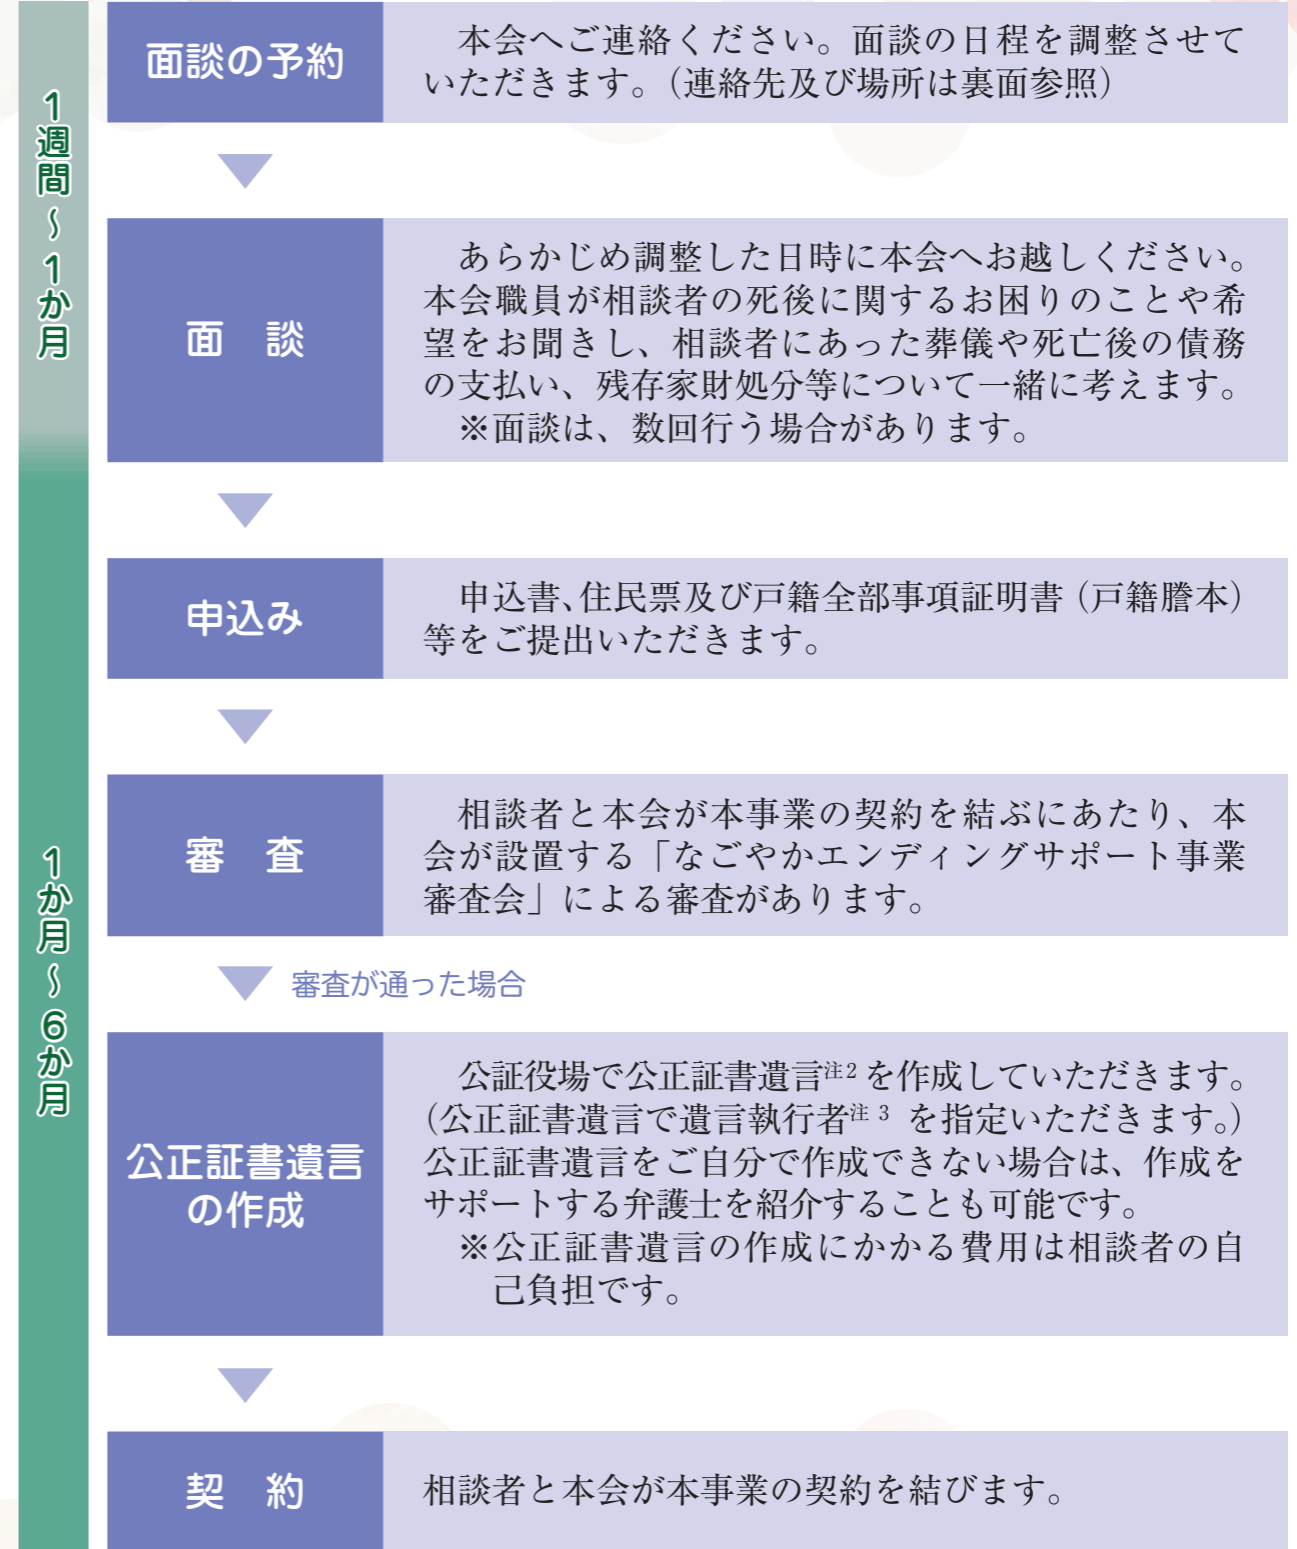 1週間～1か月
面談の予約
本会へご連絡ください。面談の日程を調整させて
いただきます。（連絡先及び場所は裏面参照）
面　談
あらかじめ調整した日時に本会へお越しください。
本会職員が相談者の死後に関するお困りのことや希
望をお聞きし、相談者にあった葬儀や死亡後の債務
の支払い、残存家財処分等について一緒に考えます。
※面談は、数回行う場合があります。
1か月～6か月
申込み
申込書、住民票及び戸籍全部事項証明書（戸籍謄本）
等をご提出いただきます。
審　査
相談者と本会が本事業の契約を結ぶにあたり、本
会が設置する「なごやかエンディングサポート事業
審査会」による審査があります。
審査が通った場合
公正証書遺言
の作成
公証役場で公正証書遺言注2を作成していただきます。
（公正証書遺言で遺言執行者注3 を指定いただきます。）
公正証書遺言をご自分で作成できない場合は、作成を
サポートする弁護士を紹介することも可能です。
※公正証書遺言の作成にかかる費用は相談者の自
己負担です。
契　約
相談者と本会が本事業の契約を結びます。